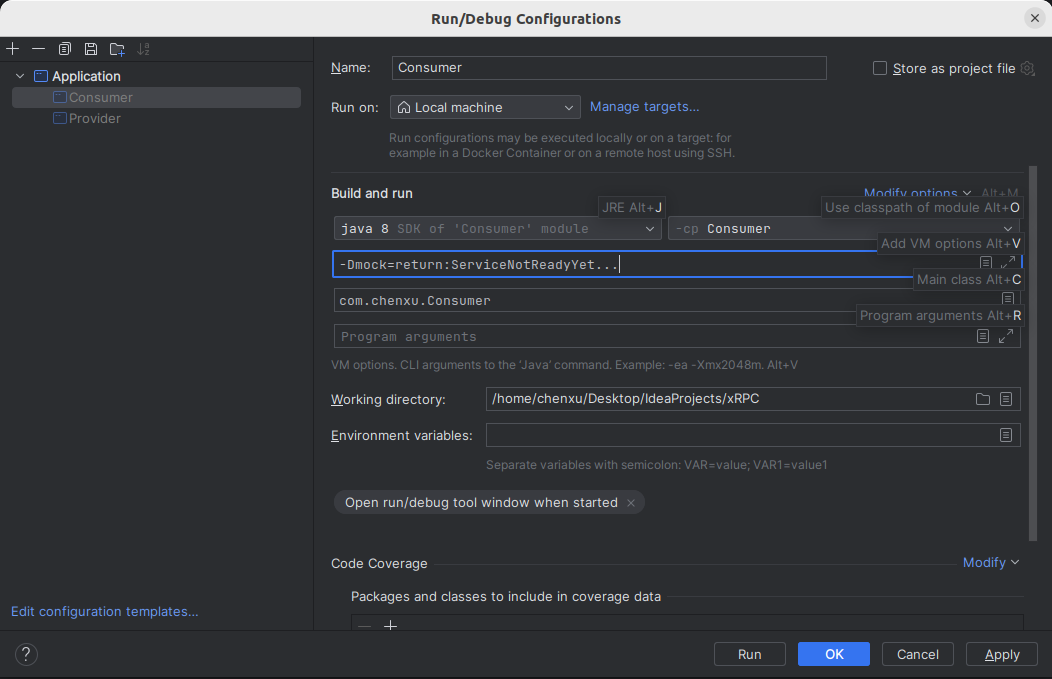 Run/Debug Configurations
Application
Consumer
Provider
Edit configuration templates...
Name: Consumer Store as project file
Run on: Local machine Manage targets...
Run configurations may be executed locally or on a target: for
example in a Docker Container or on a remote host using SSH.
Build and run Modify options Alt+M
JRE Alt+J Use classpath of module Alt+O
java 8 SDK of 'Consumer' module -cp Consumer
Add VM options Alt+V
-Dmock=return:ServiceNotReadyYet...
Main class Alt+C
com.chenxu.Consumer
Program arguments Alt+R
Program arguments
VM options. CLI arguments to the 'Java' command. Example: -ea -Xmx2048m. Alt+V
Working directory: /home/chenxu/Desktop/IdeaProjects/xRPC
Environment variables:
Separate variables with semicolon: VAR=value; VAR1=value1
Open run/debug tool window when started
Code Coverage Modify
Packages and classes to include in coverage data
? Run OK Cancel Apply